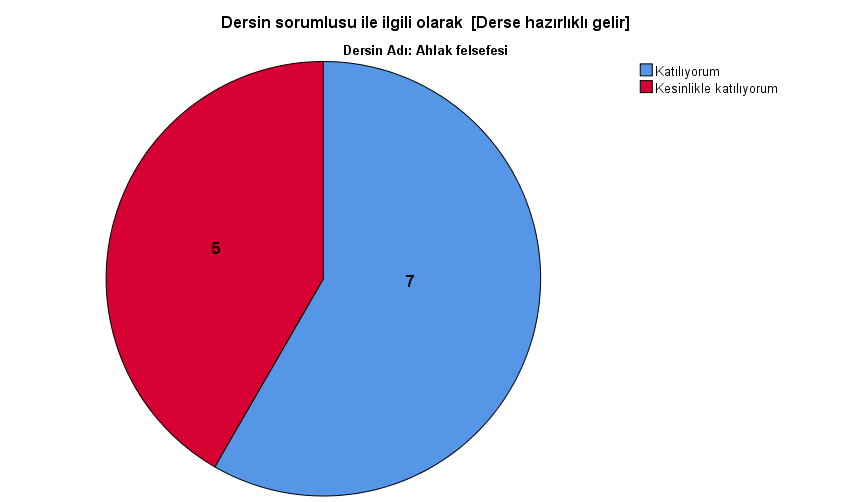 Dersin sorumlusu ile ilgili olarak [Derse hazırlıklı gelir]
Dersin Adı: Ahlak felsefesi
Katılıyorum
Kesinlikle katılıyorum
5
7